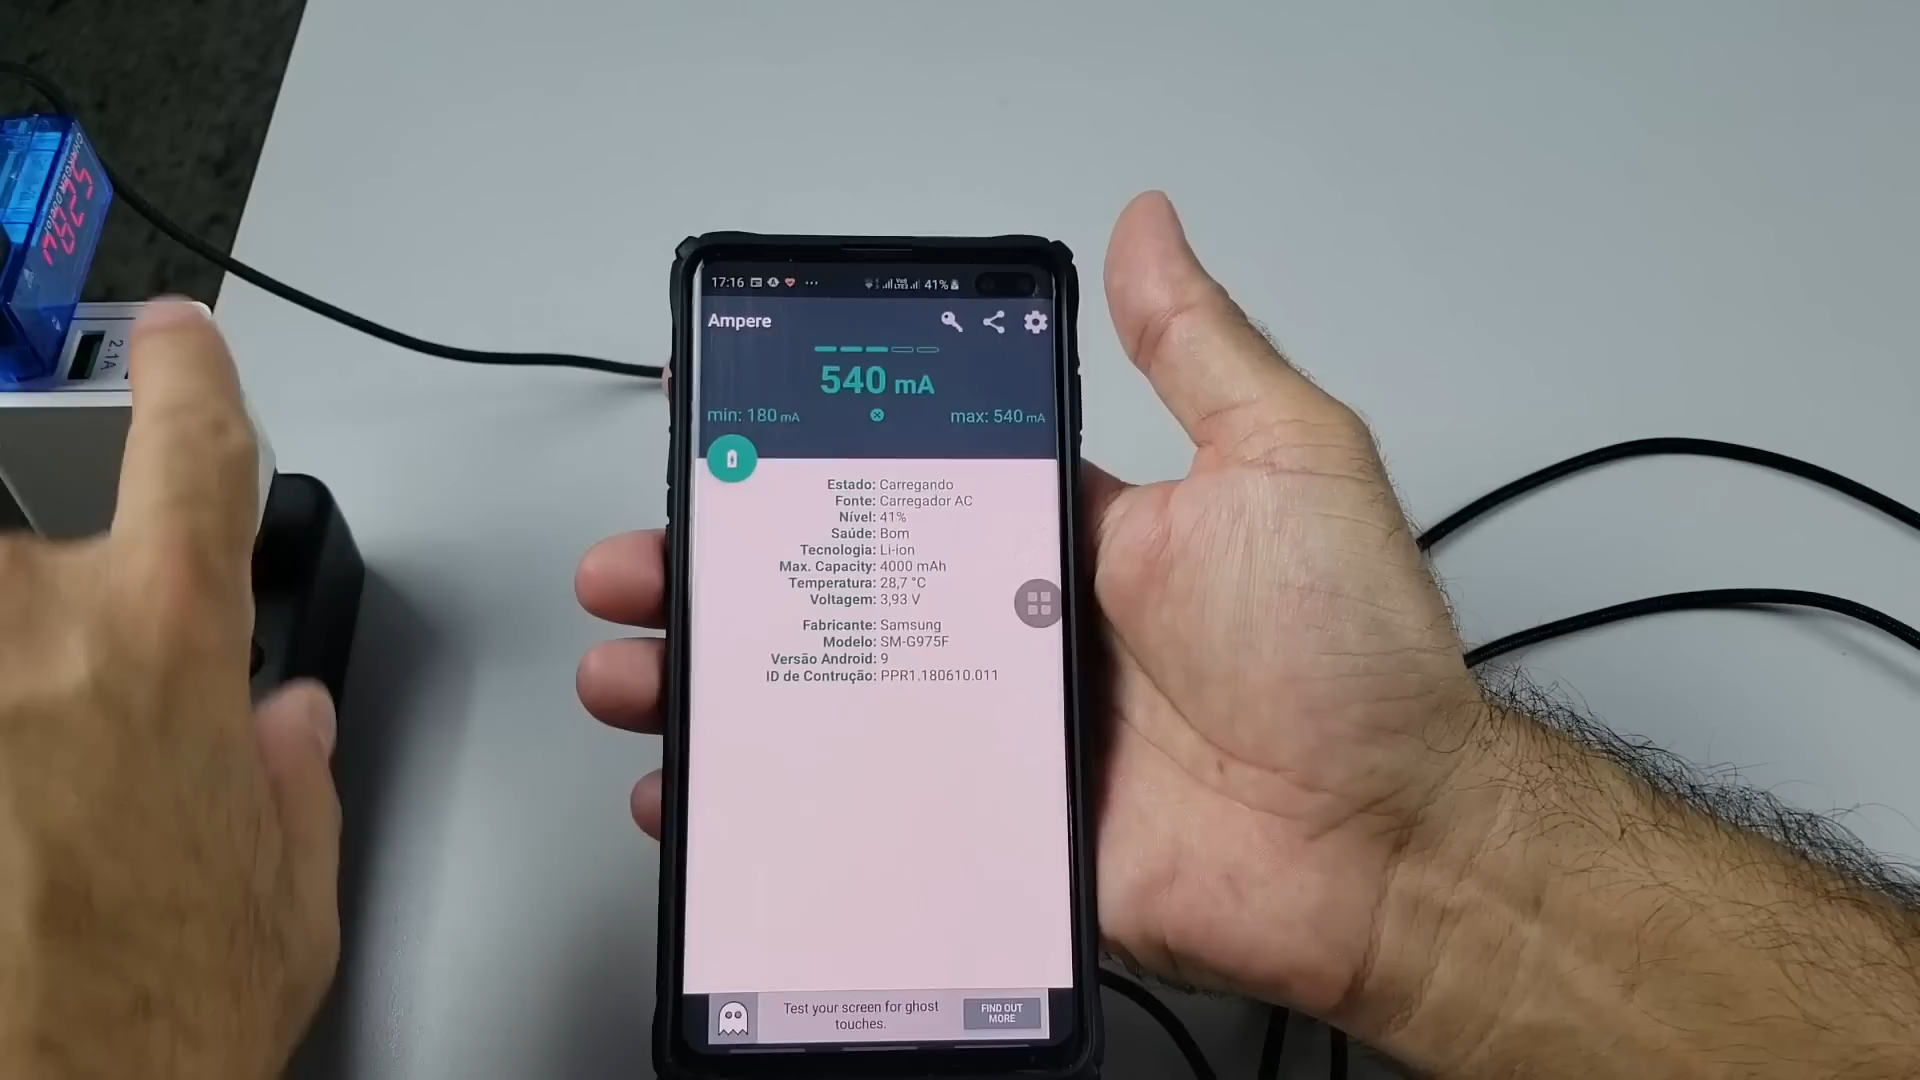 CHARGER Doctor
2.1A
17:16
41%
Ampere
540 mA
min: 180 mA
max: 540 mA
Estado: Carregando
Fonte: Carregador AC
Nível: 41%
Saúde: Bom
Tecnologia: Li-ion
Max. Capacity: 4000 mAh
Temperatura: 28,7 °C
Voltagem: 3,93 V
Fabricante: Samsung
Modelo: SM-G975F
Versão Android: 9
ID de Contrução: PPR1.180610.011
Test your screen for ghost
touches.
FIND OUT
MORE